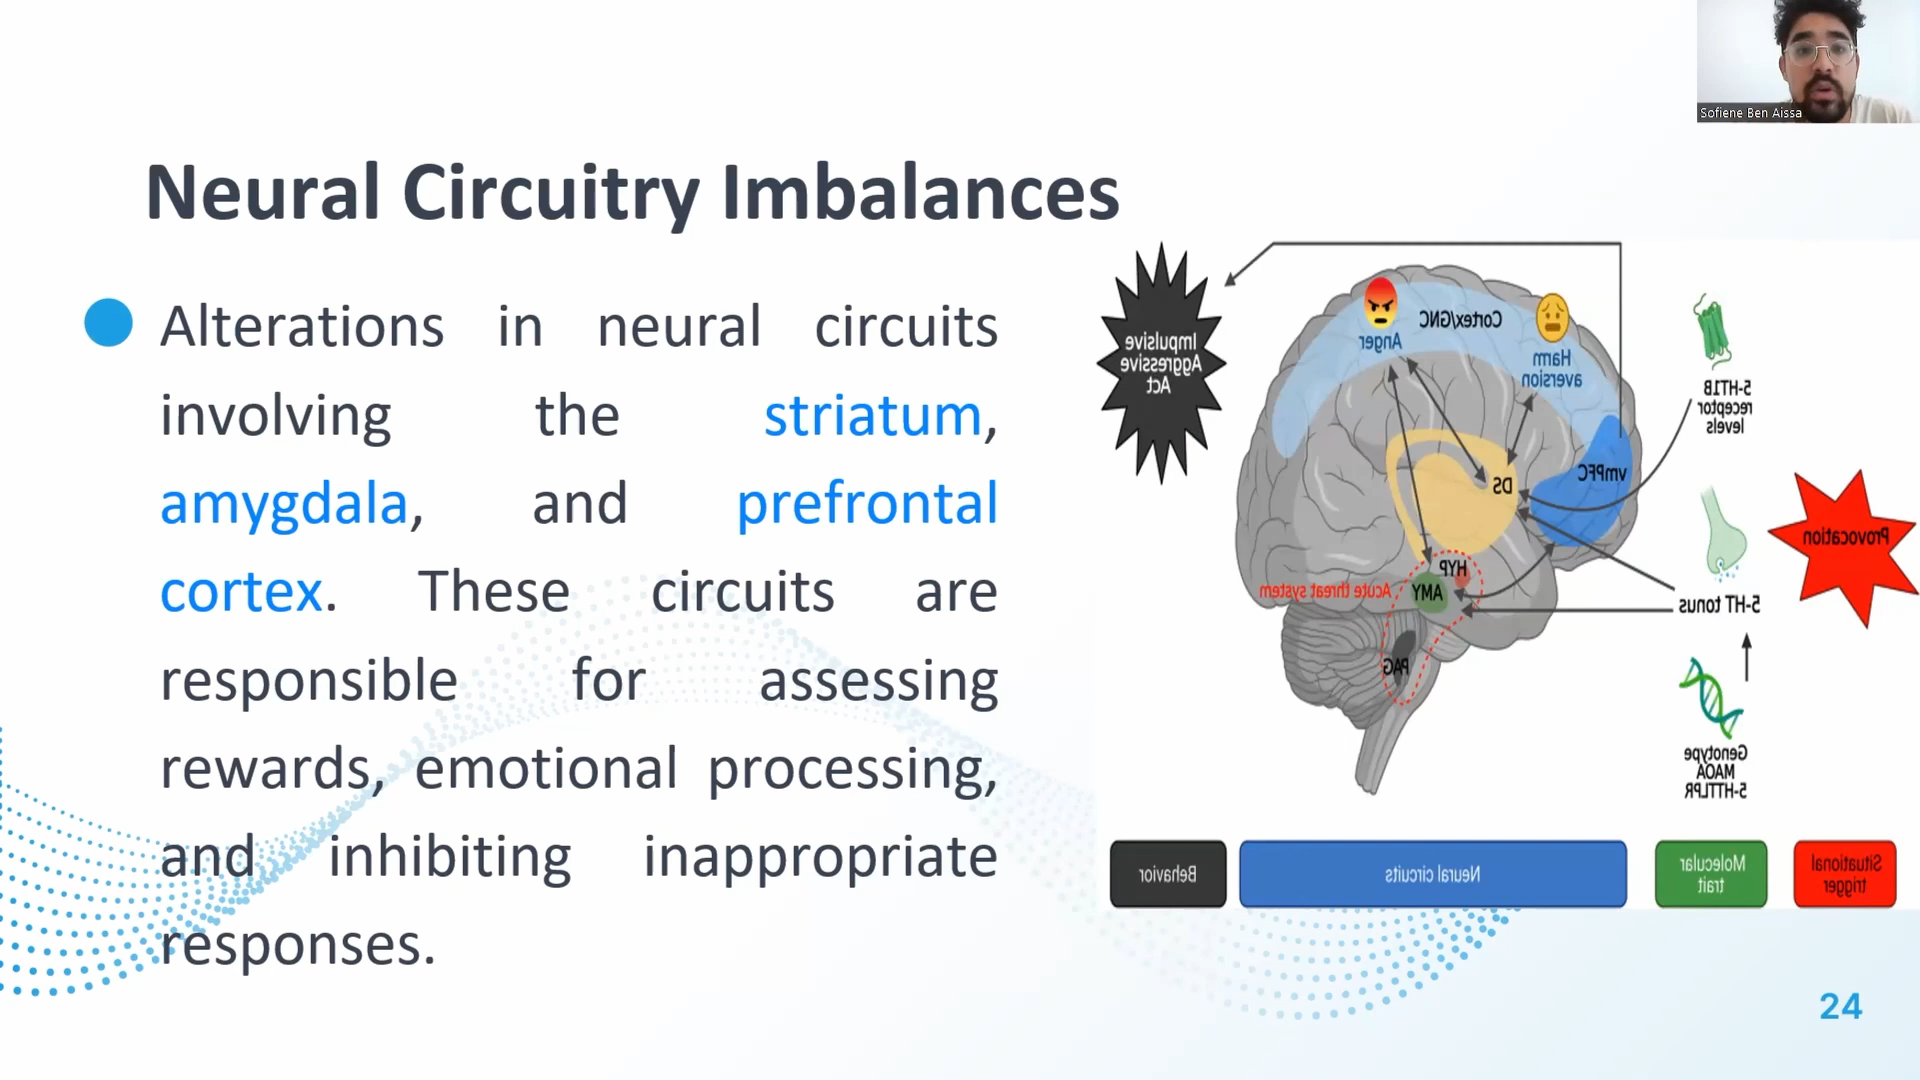 Sofiene Ben Aissa
Neural Circuitry Imbalances
Alterations in neural circuits
involving the striatum,
amygdala, and prefrontal
cortex. These circuits are
responsible for assessing
rewards, emotional processing,
and inhibiting inappropriate
responses.
Impulsive
Aggressive
Act
Anger
Cortex/GNC
Harm
aversion
vmPFC
DS
HYP
AMY
Acute threat system
PAG
5-HT1B
receptor
levels
Provocation
5-HT tonus
Genotype
MAOA
5-HTTLPR
Behavior
Neural circuits
Molecular
trait
Situational
trigger
24